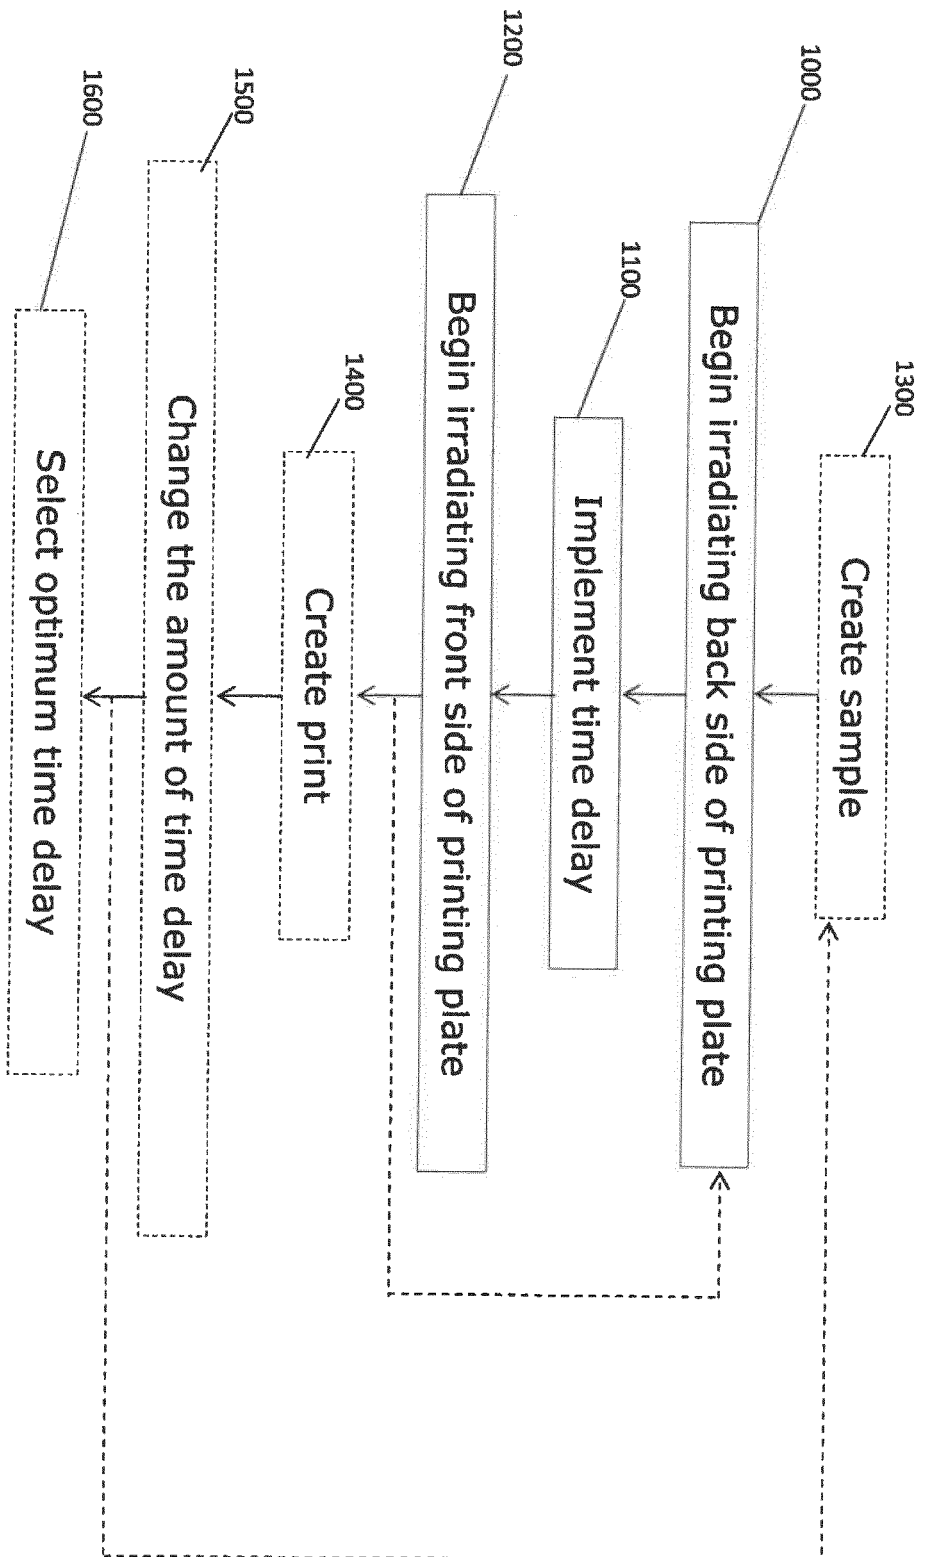 1300
Create sample
1000
Begin irradiating back side of printing plate
1100
Implement time delay
1200
Begin irradiating front side of printing plate
1400
Create print
1500
Change the amount of time delay
1600
Select optimum time delay